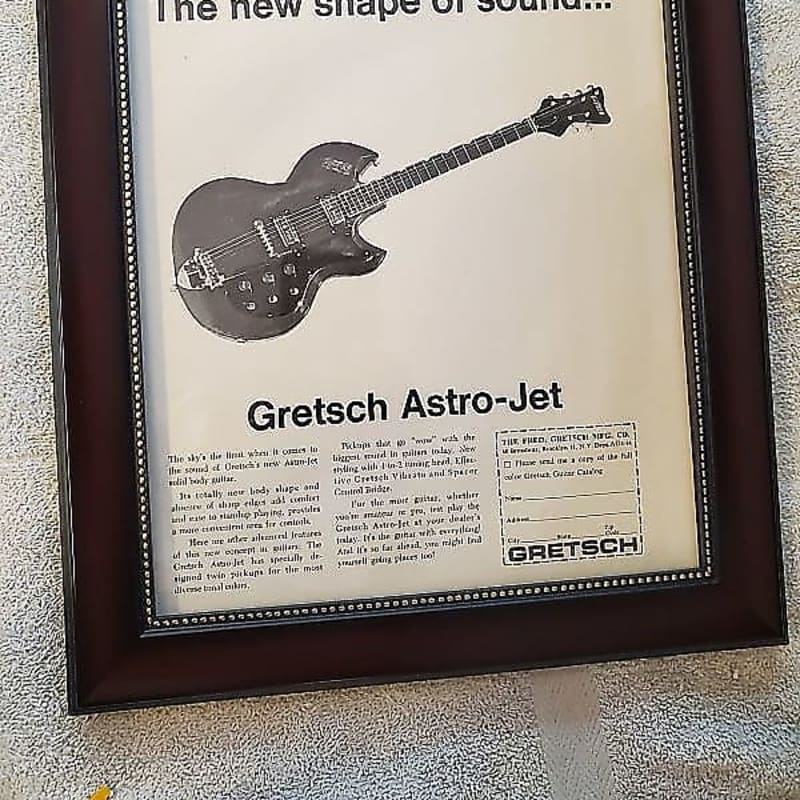 The new shape of sound...
Gretsch Astro-Jet
The sky's the limit when it comes to
the sound of Gretsch's new Astro-Jet
solid body guitar.
Its totally new body shape and
absence of sharp edges add comfort
and ease to standup playing, provides
a more convenient area for controls.
Here are other advanced features
of this new concept in guitars. The
Gretsch Astro-Jet has specially de-
signed twin pickups for the most
diverse tonal colors.
Pickups that go "wow" with the
biggest sound in guitars today. New
styling with 4-in-2 tuning head. Effec-
tive Gretsch Vibrato and Spacer
Control Bridge.
For the most guitar, whether
you're amateur or pro, test play the
Gretsch Astro-Jet at your dealer's
today. It's the guitar with everything!
And it's so far ahead, you might find
yourself going places too!
THE FRED. GRETSCH MFG. CO.
60 Broadway, Brooklyn 11, N.Y. Dept.
Please send me a copy of the full
color Gretsch Guitar Catalog
Name
Address
City State Zip Code
GRETSCH